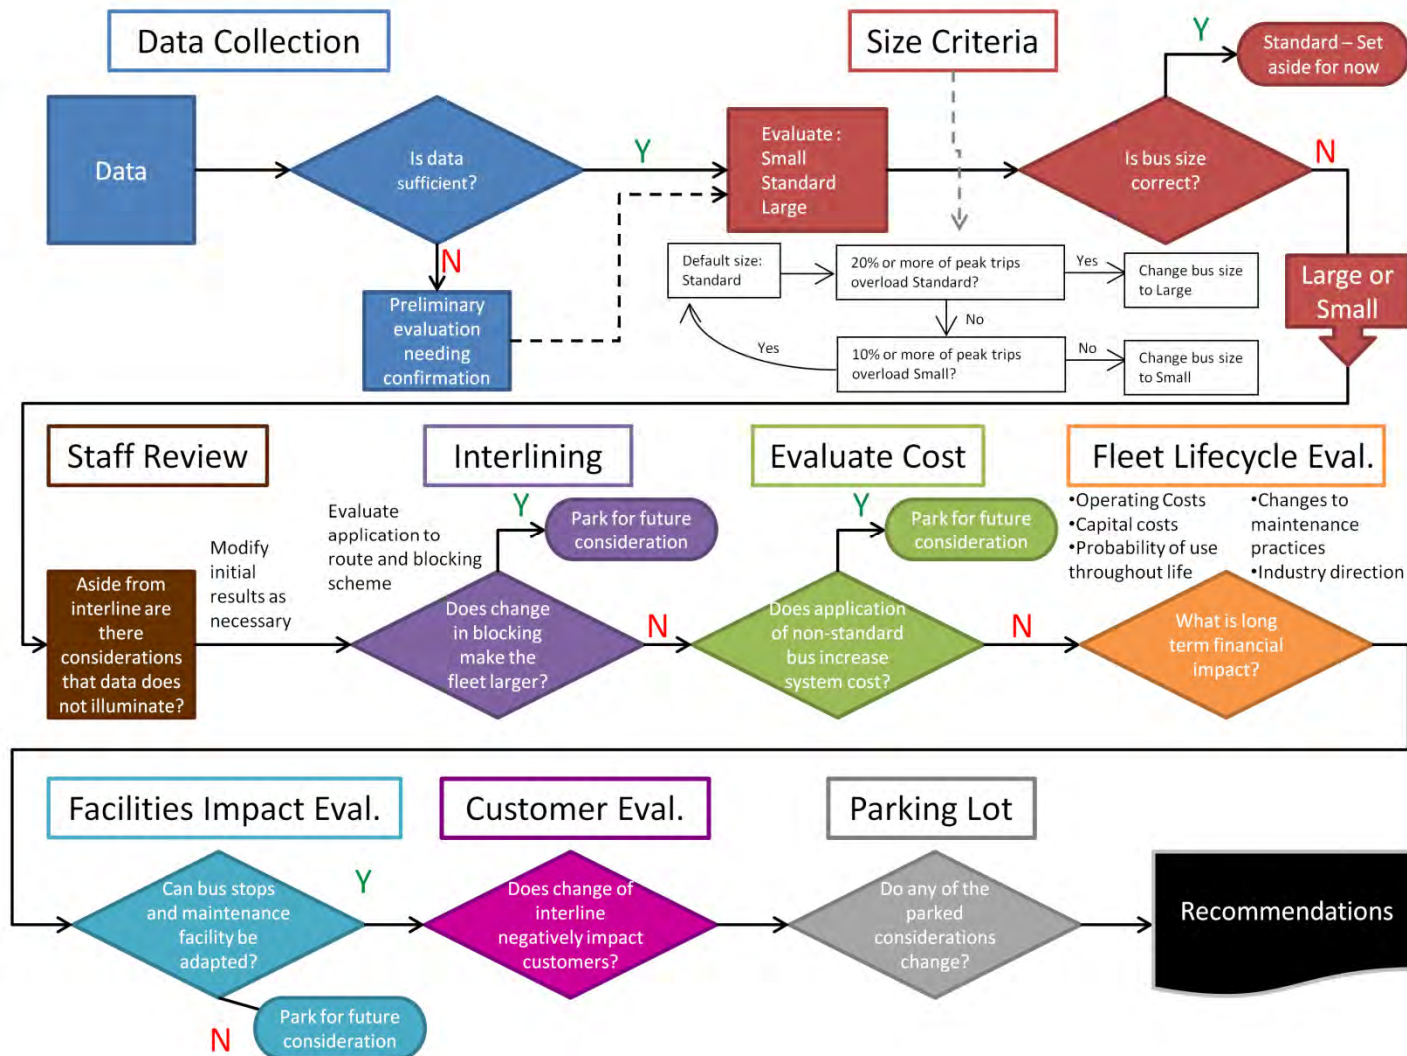 Data Collection
Size Criteria
Y
Standard – Set
aside for now
Data
Is data
sufficient?
Y
Evaluate :
Small
Standard
Large
Is bus size
correct?
N
N
Preliminary
evaluation
needing
confirmation
Default size:
Standard
20% or more of peak trips
overload Standard?
Yes
Change bus size
to Large
No
Yes
10% or more of peak trips
overload Small?
No
Change bus size
to Small
Large or
Small
Staff Review
Interlining
Evaluate Cost
Fleet Lifecycle Eval.
Aside from
interline are
there
considerations
that data does
not illuminate?
Modify
initial
results as
necessary
Evaluate
application to
route and blocking
scheme
Y
Park for future
consideration
Does change
in blocking
make the
fleet larger?
N
Y
Park for future
consideration
Does application
of non-standard
bus increase
system cost?
N
•Operating Costs
•Capital costs
•Probability of use
throughout life
•Changes to
maintenance
practices
•Industry direction
What is long
term financial
impact?
Facilities Impact Eval.
Customer Eval.
Parking Lot
Can bus stops
and maintenance
facility be
adapted?
Y
N
Park for future
consideration
Does change of
interline
negatively impact
customers?
Do any of the
parked
considerations
change?
Recommendations